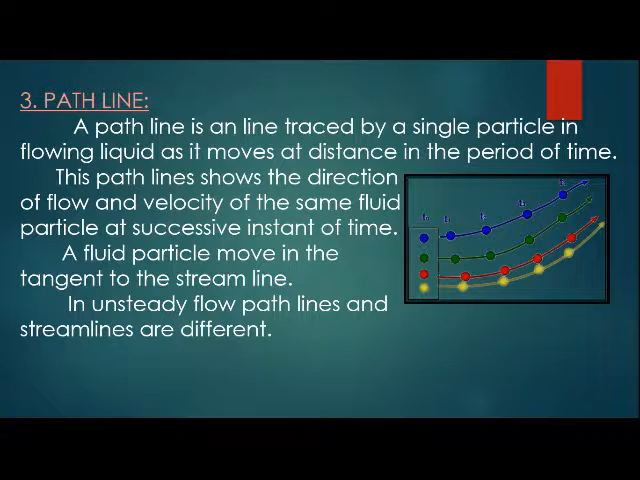 3. PATH LINE:
A path line is an line traced by a single particle in
flowing liquid as it moves at distance in the period of time.
This path lines shows the direction
of flow and velocity of the same fluid
particle at successive instant of time.
A fluid particle move in the
tangent to the stream line.
In unsteady flow path lines and
streamlines are different.